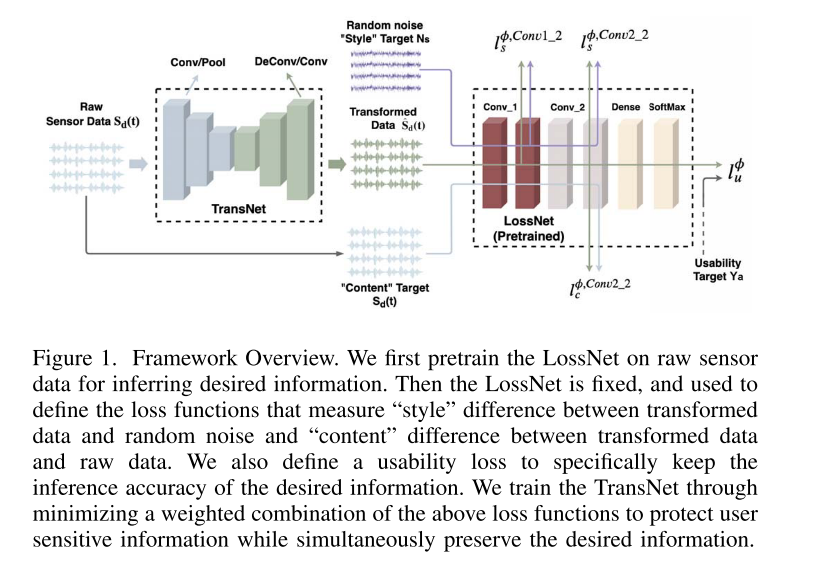 Random noise
"Style" Target Ns
l_s^{ϕ,Conv1_2}
l_s^{ϕ,Conv2_2}
Conv/Pool
DeConv/Conv
Raw
Sensor Data S_d(t)
Transformed
Data Ŝ_d(t)
Conv_1
Conv_2
Dense
SoftMax
l_u^ϕ
TransNet
LossNet
(Pretrained)
Usability
Target Ya
"Content" Target
S_d(t)
l_c^{ϕ,Conv2_2}
Figure 1. Framework Overview. We first pretrain the LossNet on raw sensor
data for inferring desired information. Then the LossNet is fixed, and used to
define the loss functions that measure “style” difference between transformed
data and random noise and “content” difference between transformed data
and raw data. We also define a usability loss to specifically keep the
inference accuracy of the desired information. We train the TransNet through
minimizing a weighted combination of the above loss functions to protect user
sensitive information while simultaneously preserve the desired information.